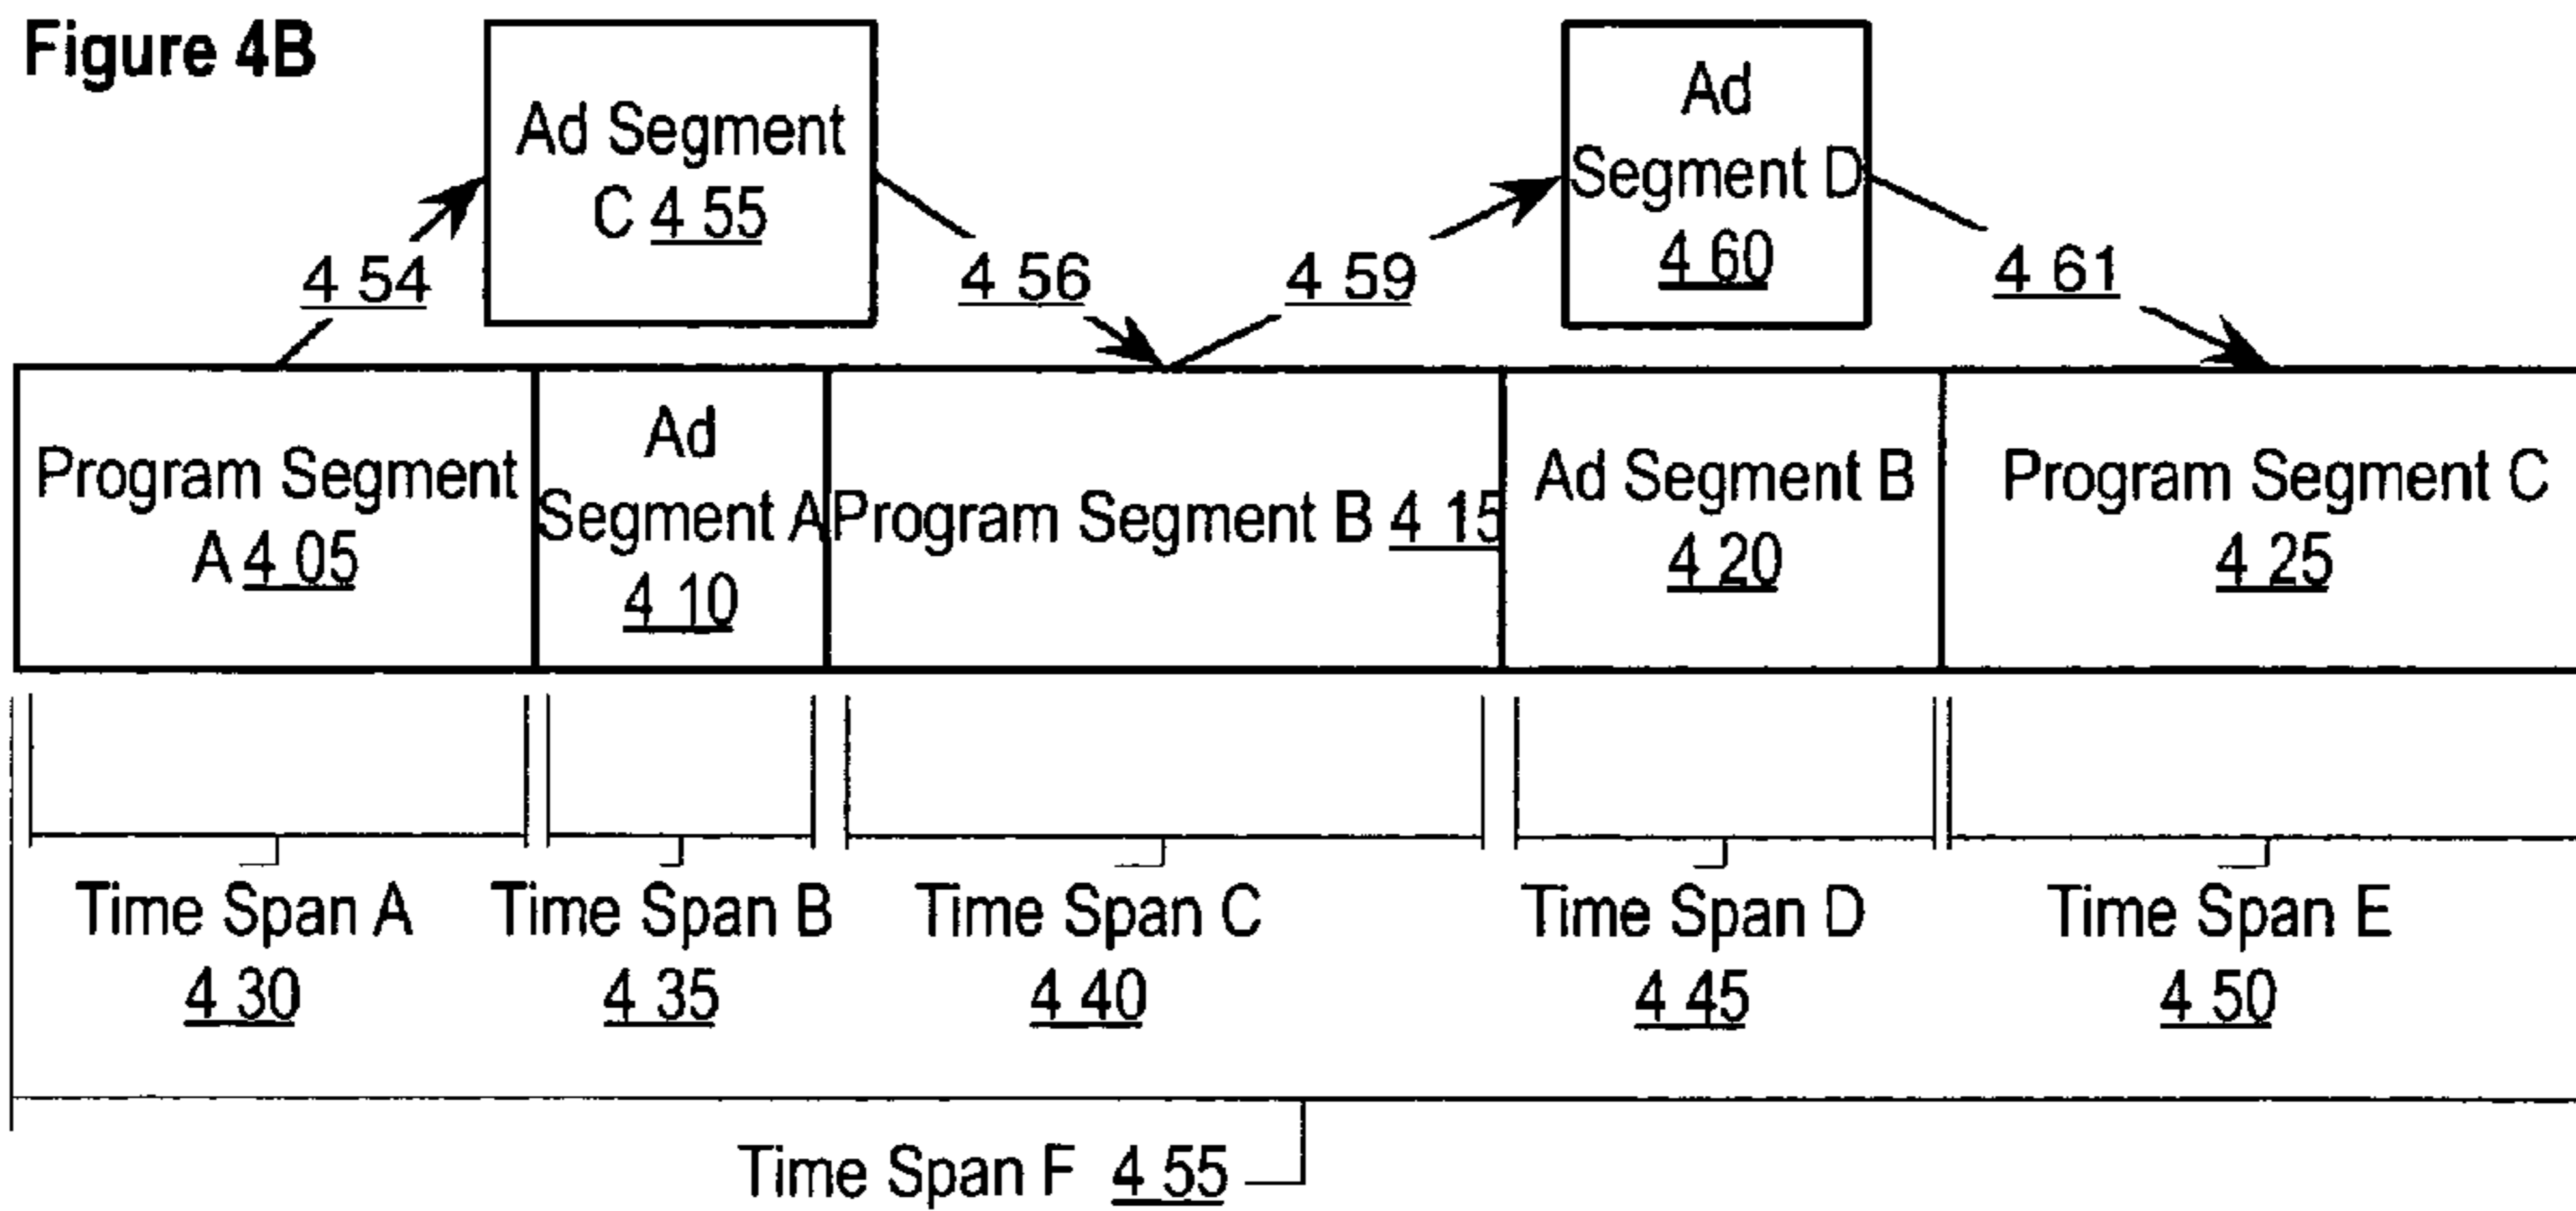 Figure 4B
Ad Segment
C 4 55
Ad
Segment D
4 60
4 54
4 56
4 59
4 61
Program Segment
A 4 05
Ad
Segment A
4 10
Program Segment B 4 15
Ad Segment B
4 20
Program Segment C
4 25
Time Span A
4 30
Time Span B
4 35
Time Span C
4 40
Time Span D
4 45
Time Span E
4 50
Time Span F 4 55